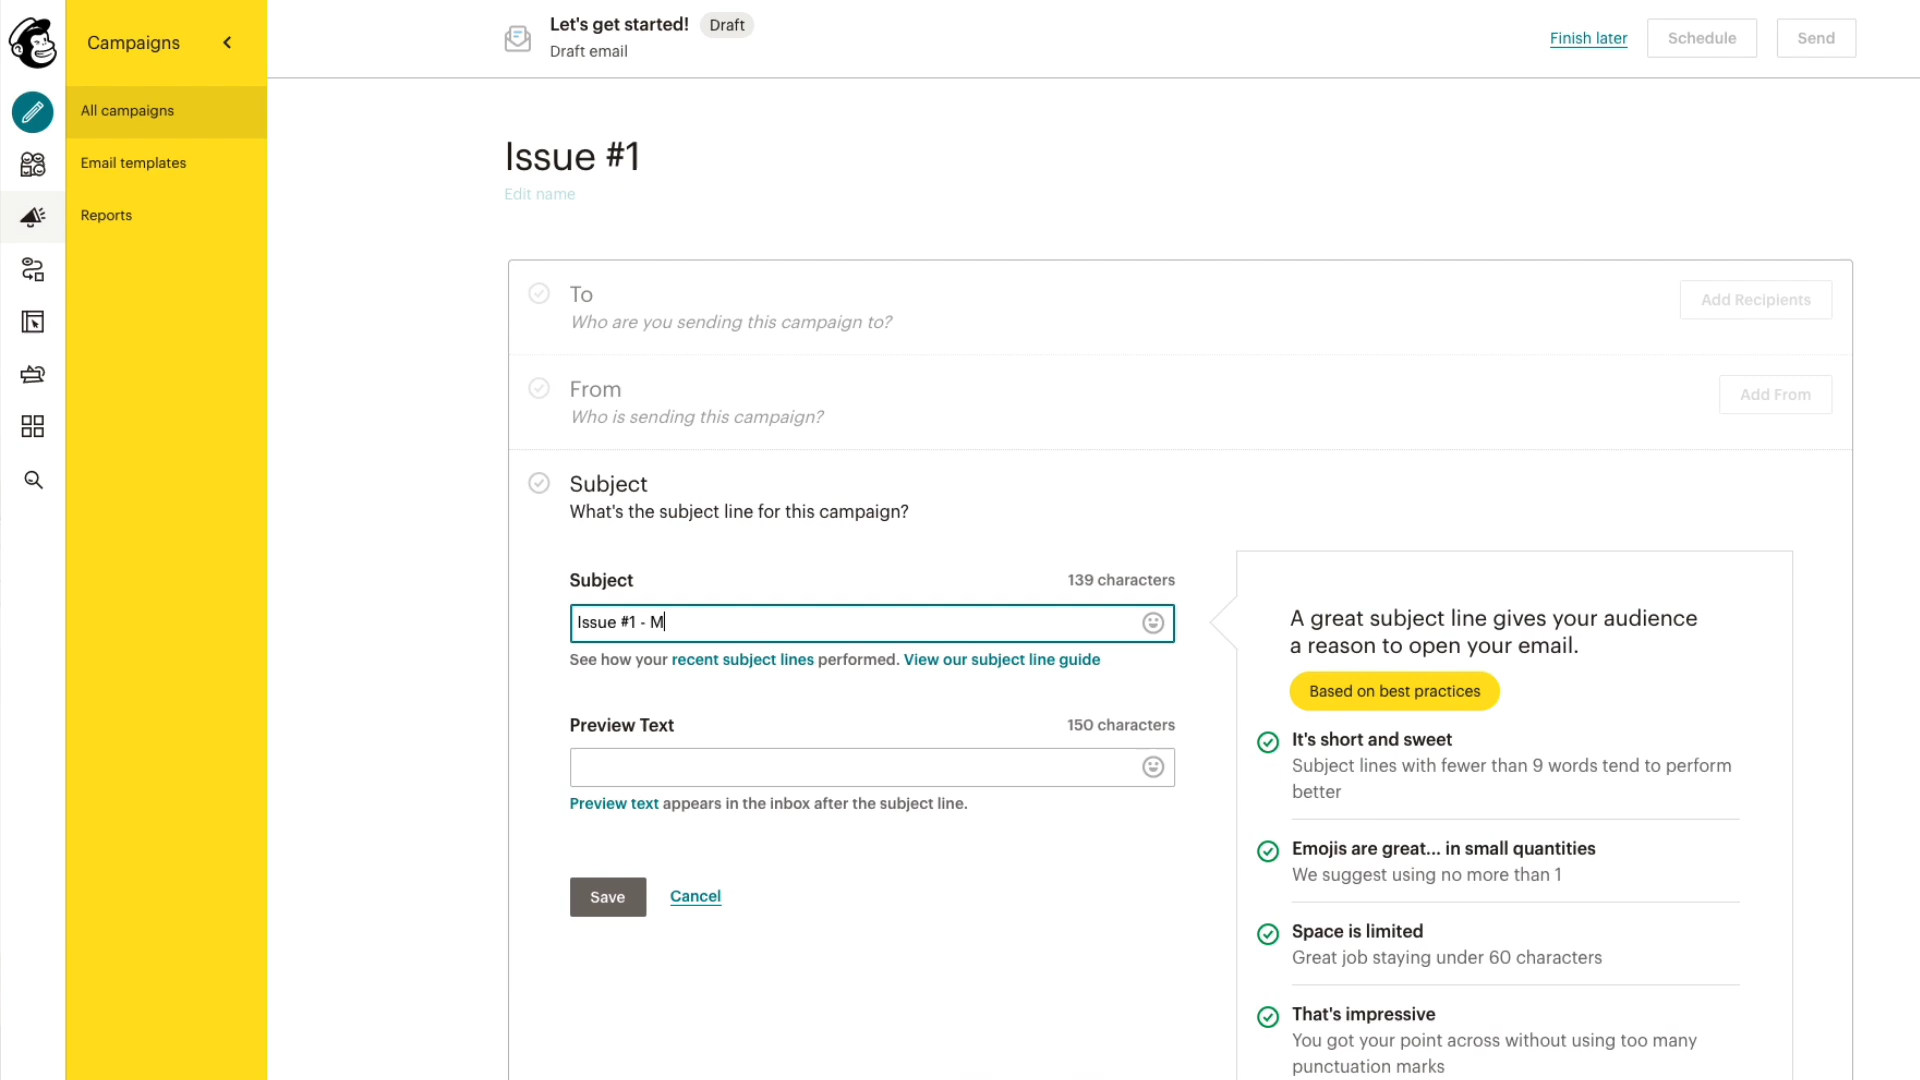 Campaigns
All campaigns
Email templates
Reports
Let's get started! Draft
Draft email
Finish later
Schedule
Send
Issue #1
Edit name
To
Who are you sending this campaign to?
Add Recipients
From
Who is sending this campaign?
Add From
Subject
What's the subject line for this campaign?
Subject
139 characters
Issue #1 - M
See how your recent subject lines performed. View our subject line guide
Preview Text
150 characters
Preview text appears in the inbox after the subject line.
Save
Cancel
A great subject line gives your audience
a reason to open your email.
Based on best practices
It's short and sweet
Subject lines with fewer than 9 words tend to perform
better
Emojis are great... in small quantities
We suggest using no more than 1
Space is limited
Great job staying under 60 characters
That's impressive
You got your point across without using too many
punctuation marks